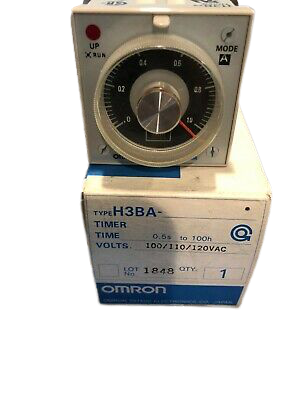 UP
RUN
MODE
0.4
0.6
0.2
0.8
0
1.0
TYPE H3BA-
TIMER
TIME 0.5s to 100h
VOLTS. 100/110/120VAC
LOT No 1848 QTY. 1
OMRON